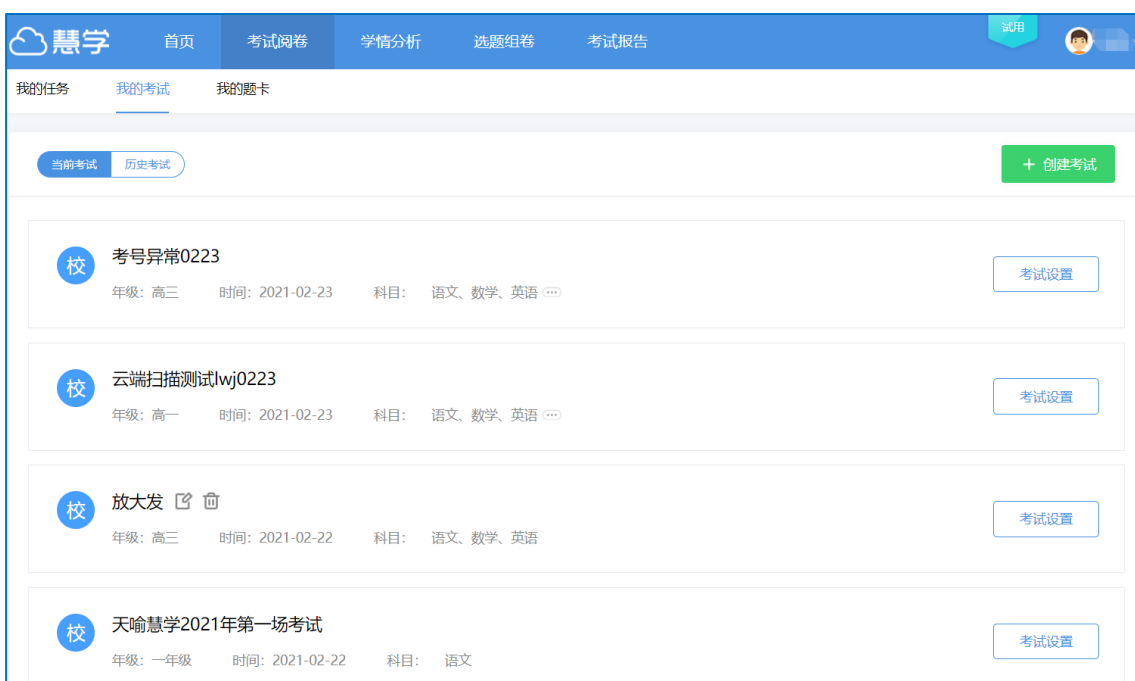 慧学 首页 考试阅卷 学情分析 选题组卷 考试报告 试用
我的任务 我的考试 我的题卡
当前考试 历史考试 + 创建考试
校 考号异常0223
年级：高三 时间：2021-02-23 科目： 语文、数学、英语 ···
考试设置
校 云端扫描测试lwj0223
年级：高一 时间：2021-02-23 科目： 语文、数学、英语 ···
考试设置
校 放大发
年级：高三 时间：2021-02-22 科目： 语文、数学、英语
考试设置
校 天喻慧学2021年第一场考试
年级：一年级 时间：2021-02-22 科目： 语文
考试设置